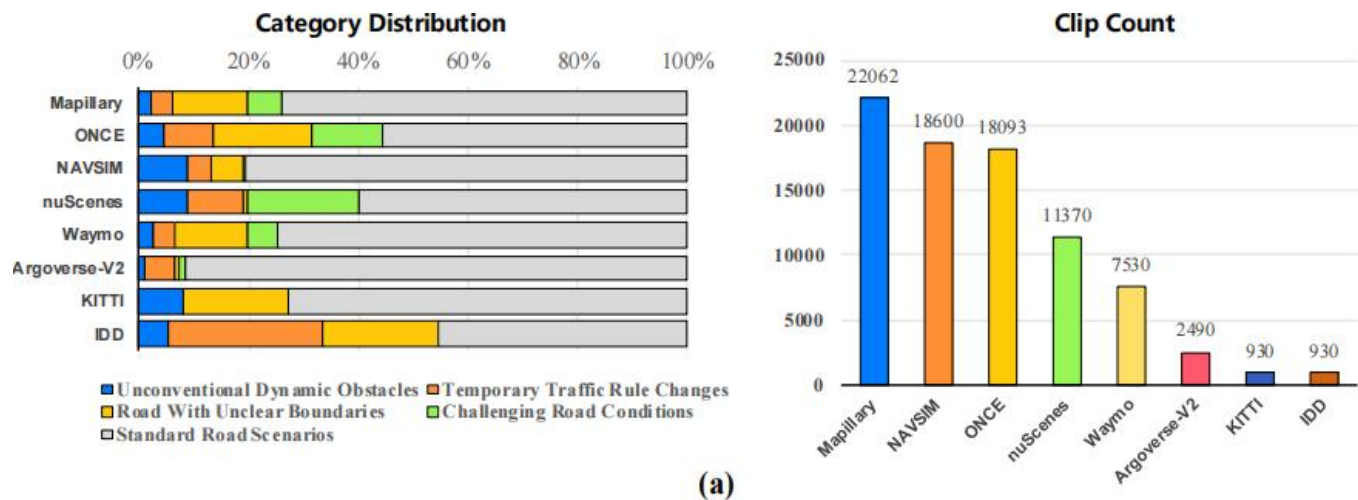 Category Distribution
0% 20% 40% 60% 80% 100%
Mapillary
ONCE
NAVSIM
nuScenes
Waymo
Argoverse-V2
KITTI
IDD
Unconventional Dynamic Obstacles Temporary Traffic Rule Changes
Road With Unclear Boundaries Challenging Road Conditions
Standard Road Scenarios
Clip Count
25000
20000
15000
10000
5000
0
22062
18600
18093
11370
7530
2490
930
930
Mapillary
NAVSIM
ONCE
nuScenes
Waymo
Argoverse-V2
KITTI
IDD
(a)